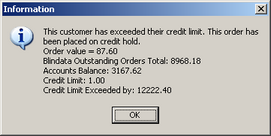 Information
This customer has exceeded their credit limit. This order has
been placed on credit hold.
Order value = 87.60
Blindata Outstanding Orders Total: 8968.18
Accounts Balance: 3167.62
Credit Limit: 1.00
Credit Limit Exceeded by: 12222.40
OK